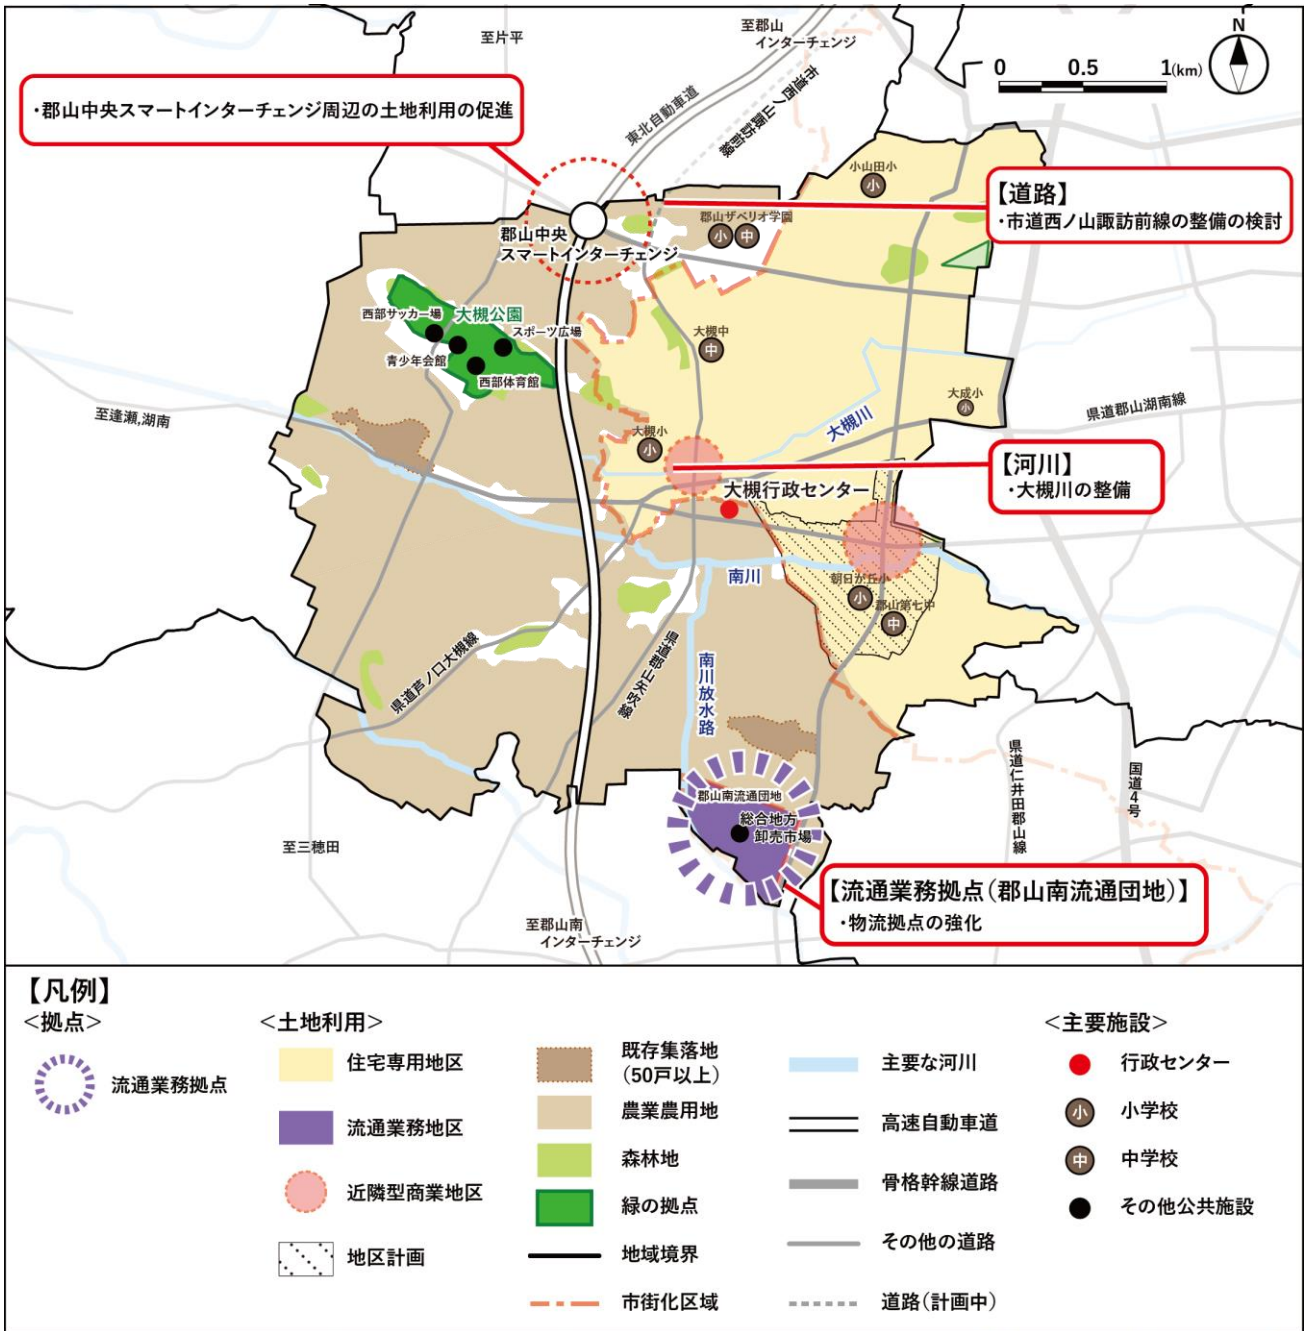 至片平
至郡山
インターチェンジ
N
0 0.5 1(km)
・郡山中央スマートインターチェンジ周辺の土地利用の促進
東北自動車道
市道西ノ山諏訪前線
小山田小
小
【道路】
・市道西ノ山諏訪前線の整備の検討
郡山ザベリオ学園
小 中
郡山中央
スマートインターチェンジ
西部サッカー場
大槻公園
スポーツ広場
青少年会館
西部体育館
大槻中
中
至逢瀬,湖南
大成小
小
県道郡山湖南線
大槻川
大槻小
小
【河川】
・大槻川の整備
大槻行政センター
南川
朝日が丘小
小
郡山第七中
中
県道芦ノ口大槻線
県道郡山矢吹線
南川放水路
県道仁井田郡山線
国道4号
郡山南流通団地
総合地方
卸売市場
至三穂田
【流通業務拠点(郡山南流通団地)】
・物流拠点の強化
至郡山南
インターチェンジ
【凡例】
<拠点>
流通業務拠点
<土地利用>
住宅専用地区
流通業務地区
近隣型商業地区
地区計画
既存集落地
(50戸以上)
農業農用地
森林地
緑の拠点
地域境界
市街化区域
主要な河川
高速自動車道
骨格幹線道路
その他の道路
道路(計画中)
<主要施設>
行政センター
小 小学校
中 中学校
その他公共施設